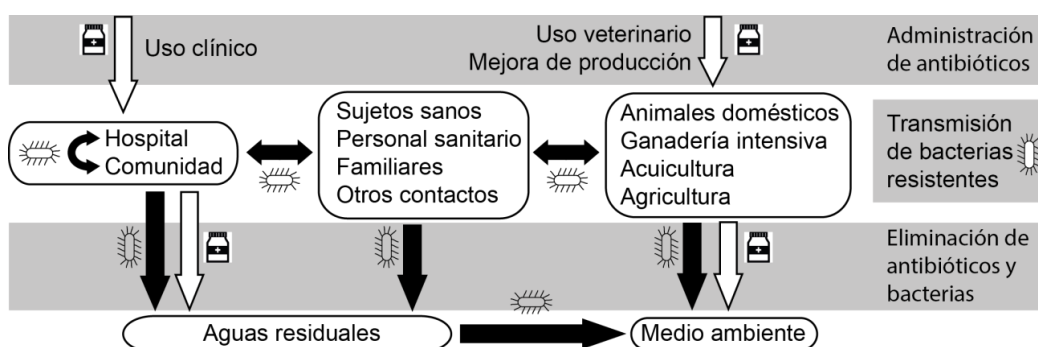 Uso clínico
Uso veterinario
Mejora de producción
Administración
de antibióticos
Hospital
Comunidad
Sujetos sanos
Personal sanitario
Familiares
Otros contactos
Animales domésticos
Ganadería intensiva
Acuicultura
Agricultura
Transmisión
de bacterias
resistentes
Eliminación de
antibióticos y
bacterias
Aguas residuales
Medio ambiente